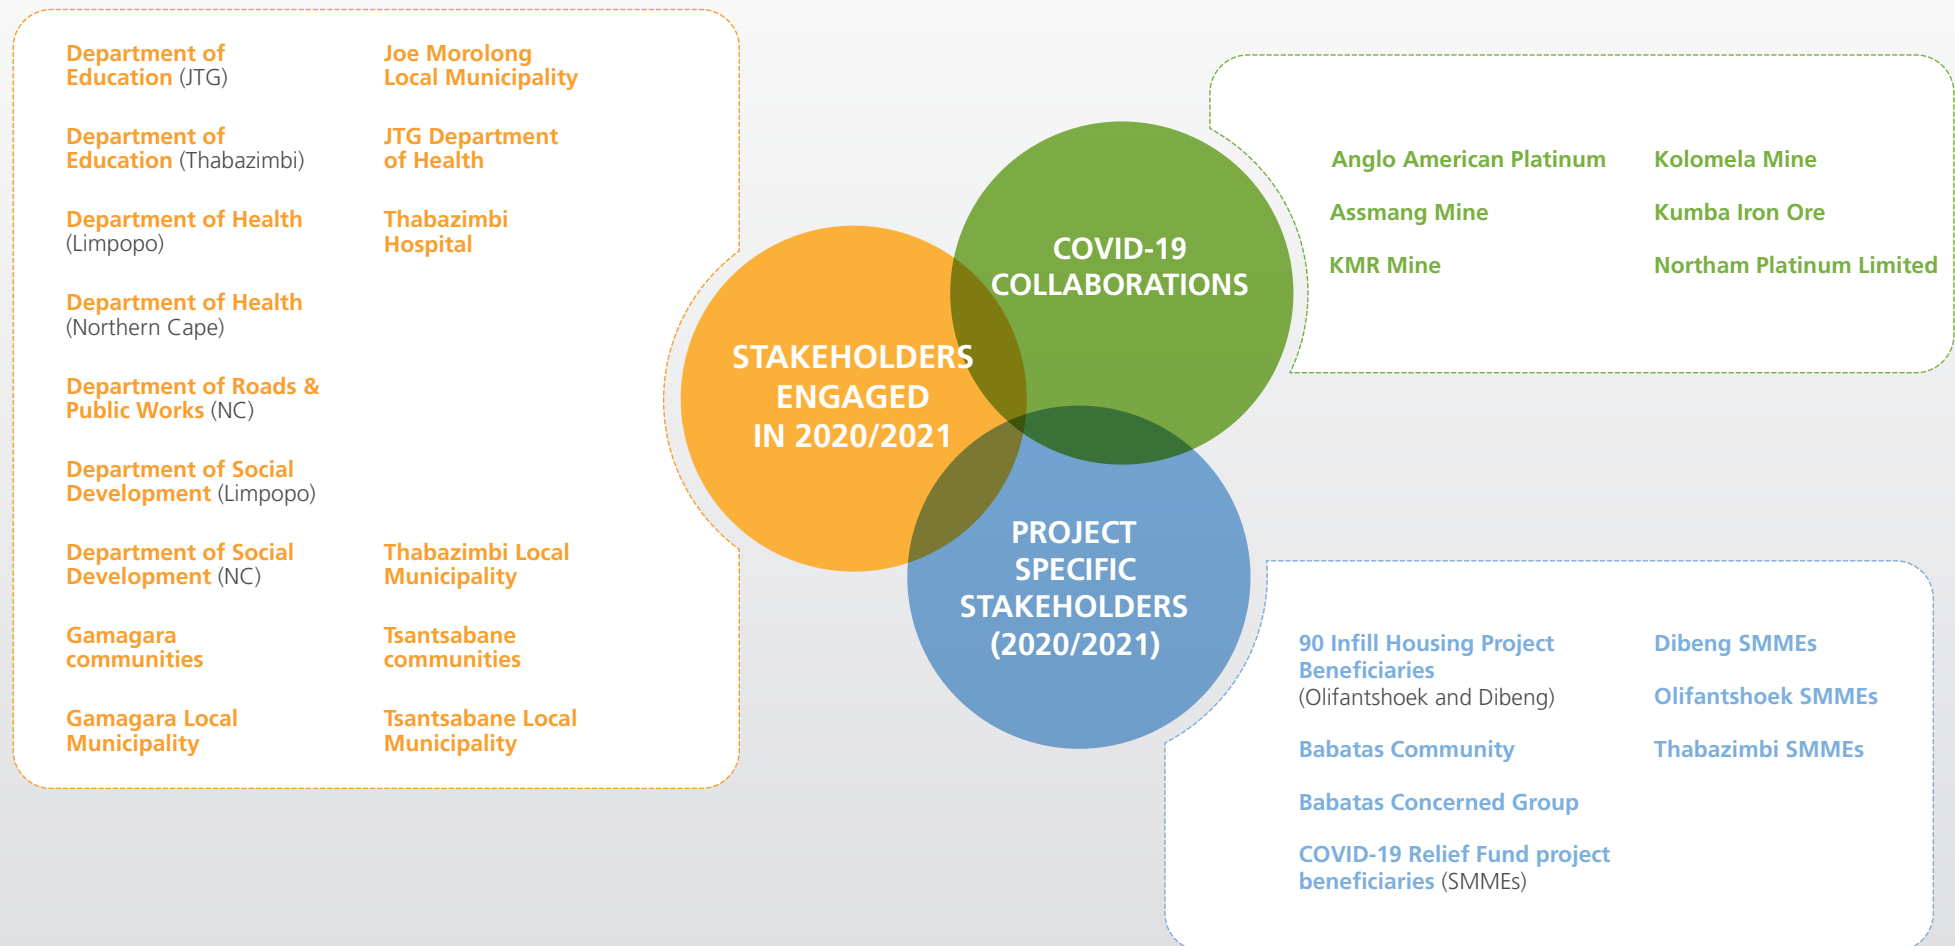 Department of
Education (JTG)
Department of
Education (Thabazimbi)
Department of Health
(Limpopo)
Department of Health
(Northern Cape)
Department of Roads &
Public Works (NC)
Department of Social
Development (Limpopo)
Department of Social
Development (NC)
Gamagara
communities
Gamagara Local
Municipality
Joe Morolong
Local Municipality
JTG Department
of Health
Thabazimbi
Hospital
Thabazimbi Local
Municipality
Tsantsabane
communities
Tsantsabane Local
Municipality
STAKEHOLDERS
ENGAGED
IN 2020/2021
COVID-19
COLLABORATIONS
PROJECT
SPECIFIC
STAKEHOLDERS
(2020/2021)
Anglo American Platinum
Assmang Mine
KMR Mine
Kolomela Mine
Kumba Iron Ore
Northam Platinum Limited
90 Infill Housing Project
Beneficiaries
(Olifantshoek and Dibeng)
Babatas Community
Babatas Concerned Group
COVID-19 Relief Fund project
beneficiaries (SMMEs)
Dibeng SMMEs
Olifantshoek SMMEs
Thabazimbi SMMEs